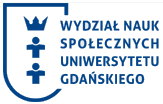 WYDZIAŁ NAUK
SPOŁECZNYCH
UNIWERSYTETU
GDAŃSKIEGO